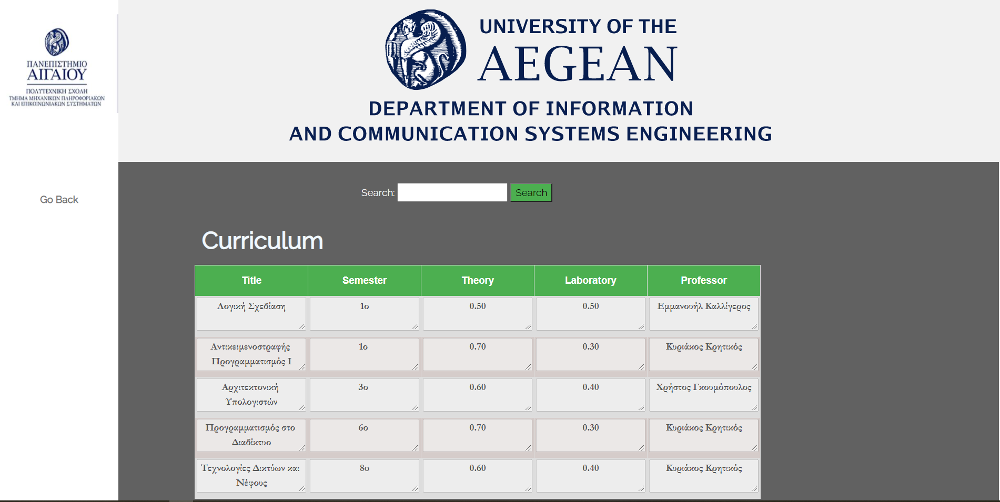 ΠΑΝΕΠΙΣΤΗΜΙΟ
ΑΙΓΑΙΟΥ
ΠΟΛΥΤΕΧΝΙΚΗ ΣΧΟΛΗ
ΤΜΗΜΑ ΜΗΧΑΝΙΚΩΝ ΠΛΗΡΟΦΟΡΙΑΚΩΝ
ΚΑΙ ΕΠΙΚΟΙΝΩΝΙΑΚΩΝ ΣΥΣΤΗΜΑΤΩΝ
Go Back
UNIVERSITY OF THE
AEGEAN
DEPARTMENT OF INFORMATION
AND COMMUNICATION SYSTEMS ENGINEERING
Search: Search
Curriculum
Title Semester Theory Laboratory Professor
Λογική Σχεδίαση 1ο 0.50 0.50 Εμμανουήλ Καλλίγερος
Αντικειμενοστραφής 1ο 0.70 0.30 Κυριάκος Κρητικός
Προγραμματισμός Ι
Αρχιτεκτονική 3ο 0.60 0.40 Χρήστος Γκουμόπουλος
Υπολογιστών
Προγραμματισμός στο 6ο 0.70 0.30 Κυριάκος Κρητικός
Διαδίκτυο
Τεχνολογίες Δικτύων και 8ο 0.60 0.40 Κυριάκος Κρητικός
Νέφους